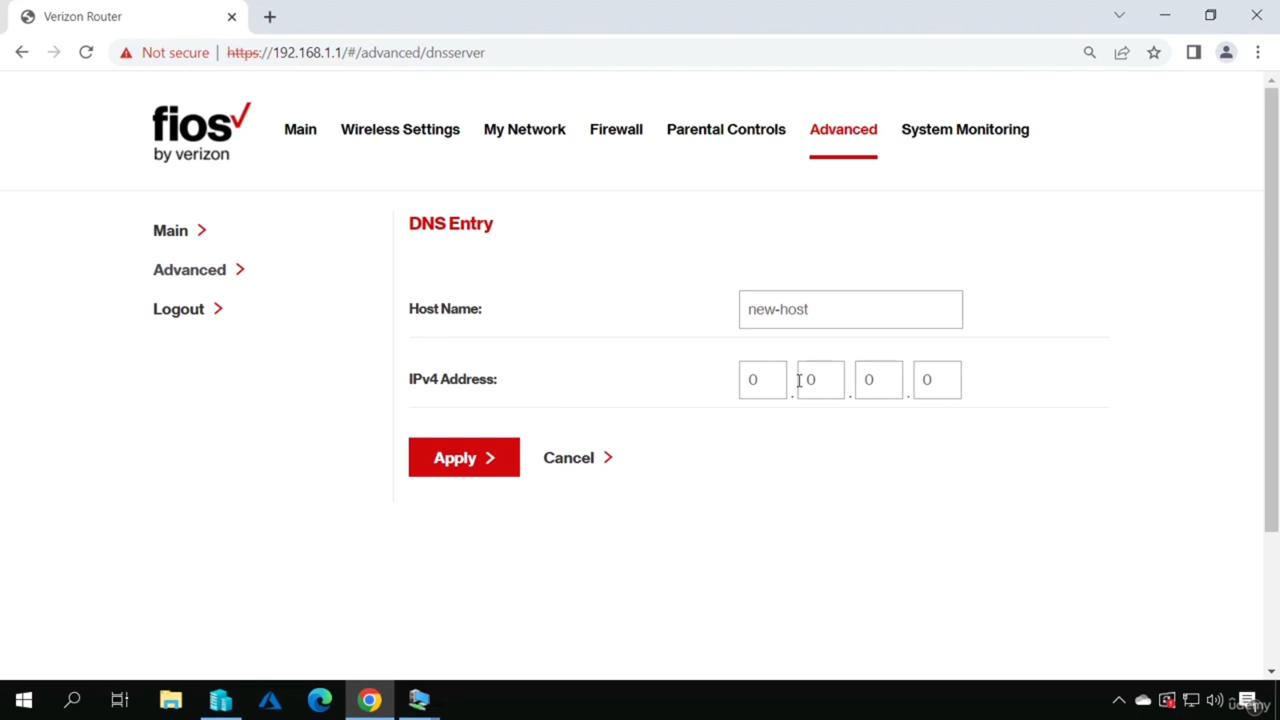 Verizon Router
Not secure | https://192.168.1.1/#/advanced/dnsserver
fios
by verizon
Main Wireless Settings My Network Firewall Parental Controls Advanced System Monitoring
Main
Advanced
Logout
DNS Entry
Host Name: new-host
IPv4 Address: 0 . 0 . 0 . 0
Apply Cancel
udemy